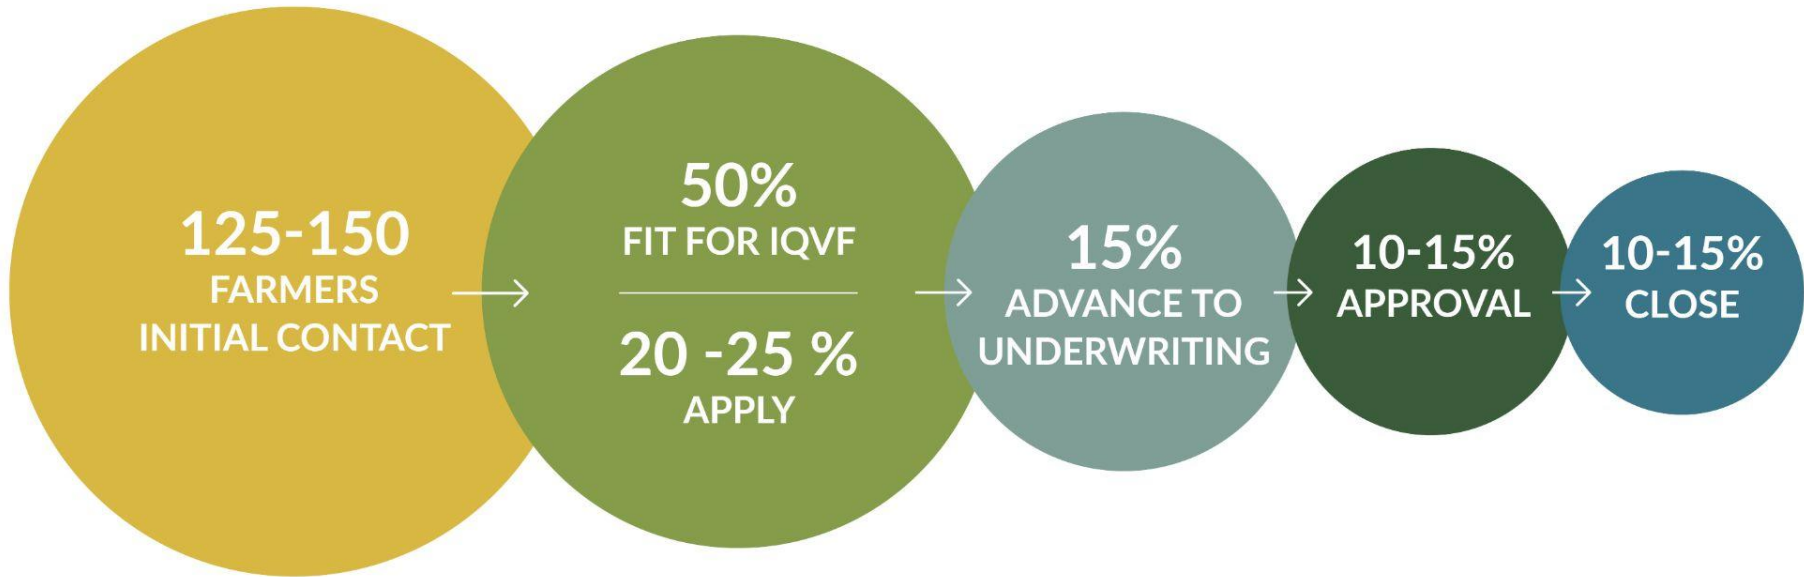 125-150
FARMERS
INITIAL CONTACT
50%
FIT FOR IQVF
20 -25 %
APPLY
15%
ADVANCE TO
UNDERWRITING
10-15%
APPROVAL
10-15%
CLOSE